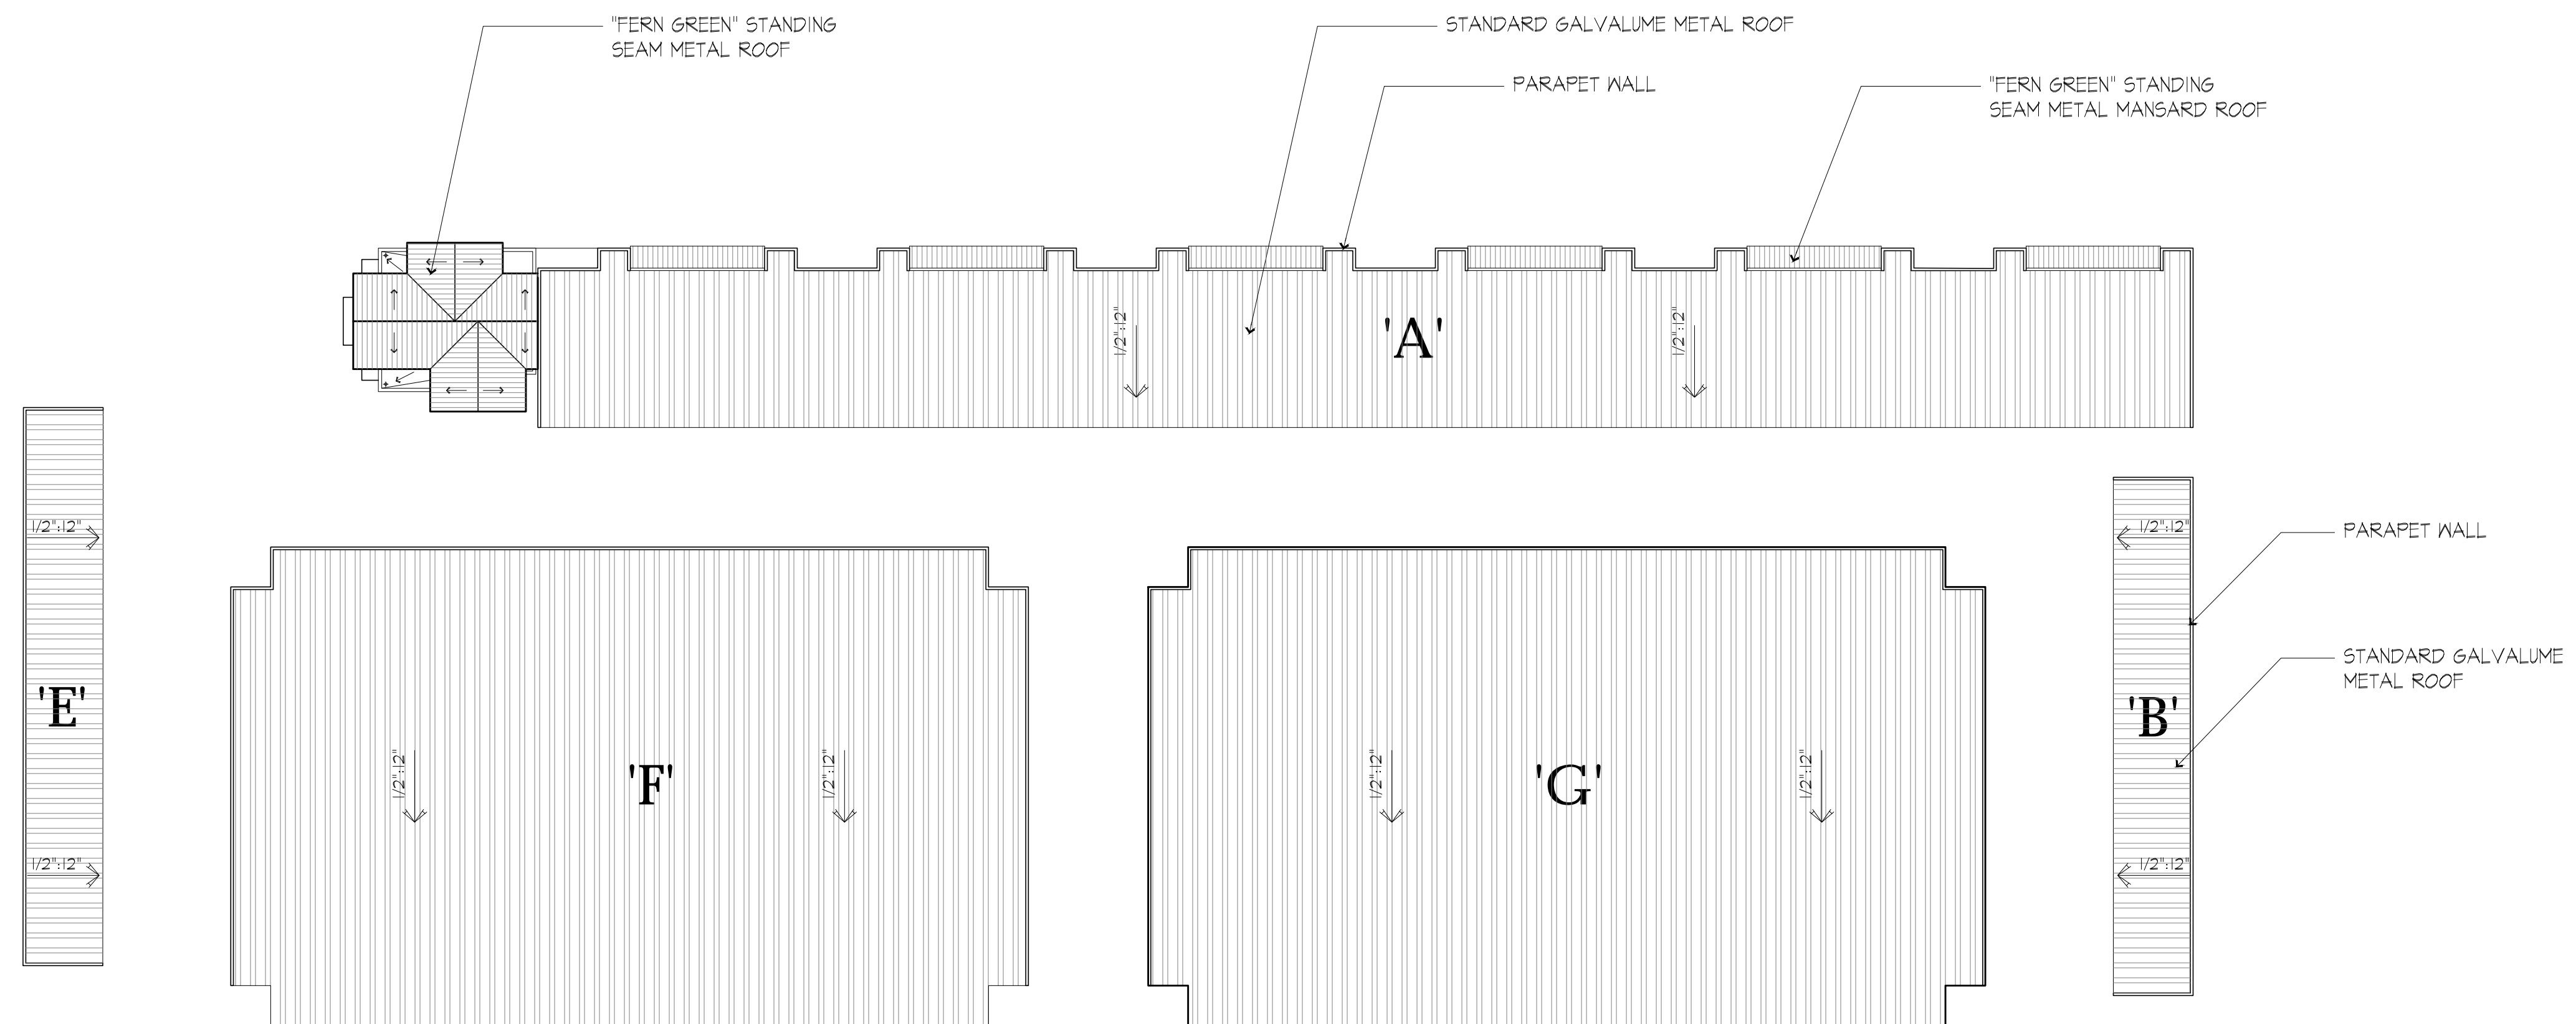 "FERN GREEN" STANDING
SEAM METAL ROOF
STANDARD GALVALUME METAL ROOF
PARAPET WALL
"FERN GREEN" STANDING
SEAM METAL MANSARD ROOF
1/2":12"
'A'
1/2":12"
1/2":12"
1/2":12"
PARAPET WALL
STANDARD GALVALUME
METAL ROOF
'E'
'B'
1/2":12"
'F'
1/2":12"
1/2":12"
'G'
1/2":12"
1/2":12"
1/2":12"